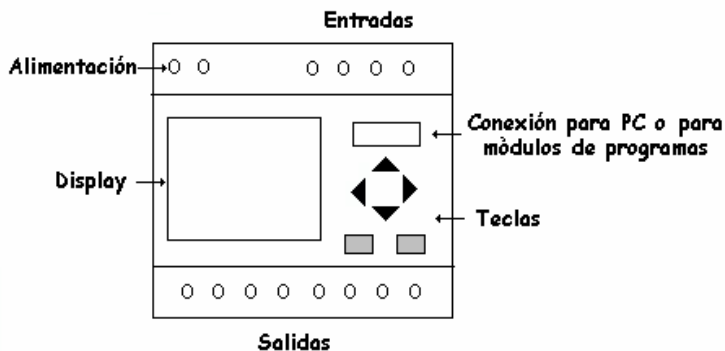 Entradas
Alimentación
Conexión para PC o para
módulos de programas
Display
Teclas
Salidas